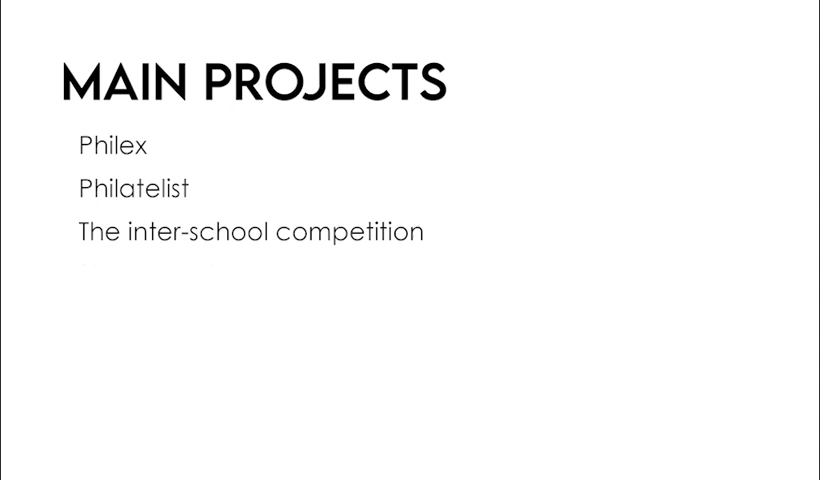 MAIN PROJECTS
Philex
Philatelist
The inter-school competition